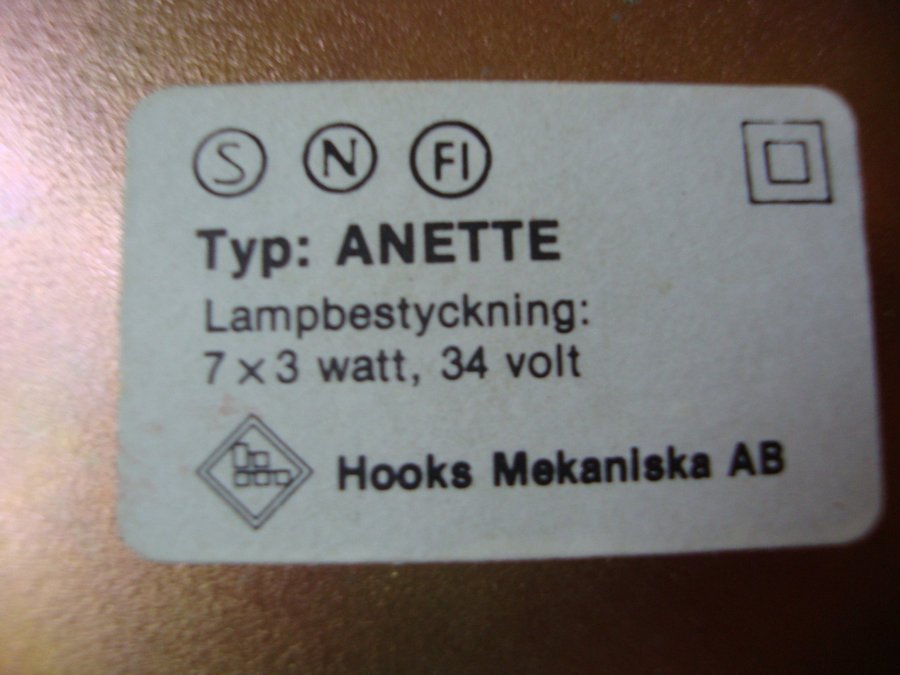 S N FI
Typ: ANETTE
Lampbestyckning:
7 x 3 watt, 34 volt
Hooks Mekaniska AB